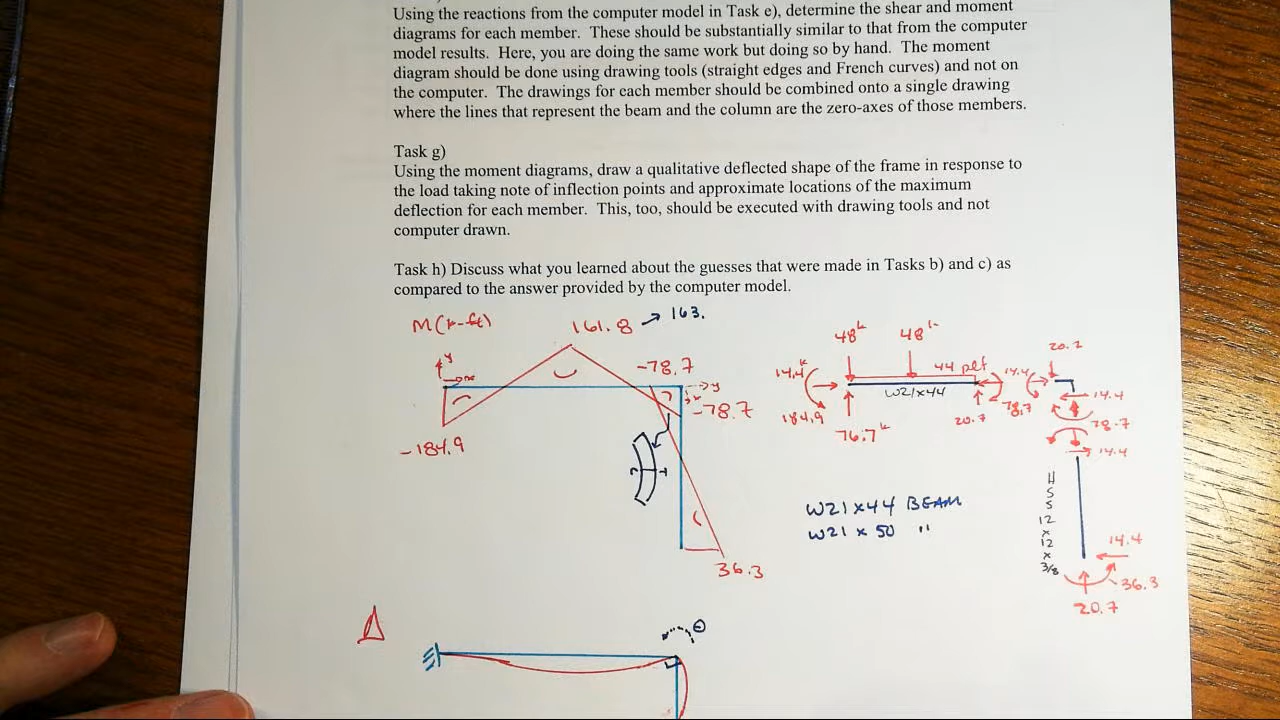 Using the reactions from the computer model in Task e), determine the shear and moment
diagrams for each member. These should be substantially similar to that from the computer
model results. Here, you are doing the same work but doing so by hand. The moment
diagram should be done using drawing tools (straight edges and French curves) and not on
the computer. The drawings for each member should be combined onto a single drawing
where the lines that represent the beam and the column are the zero-axes of those members.
Task g)
Using the moment diagrams, draw a qualitative deflected shape of the frame in response to
the load taking note of inflection points and approximate locations of the maximum
deflection for each member. This, too, should be executed with drawing tools and not
computer drawn.
Task h) Discuss what you learned about the guesses that were made in Tasks b) and c) as
compared to the answer provided by the computer model.
M(k-ft)
161.8 → 163.
-78.7
y
x
y
x
-78.7
-184.9
36.3
48k
48k
44 plf
14.4k
W21x44
184.9
76.7k
20.7
78.7
14.4
20.7
14.4
78.7
14.4
HSS 12 x 12 x 3/8
14.4
36.3
20.7
W21x44 BEAM
W21 x 50 "
Δ
θ